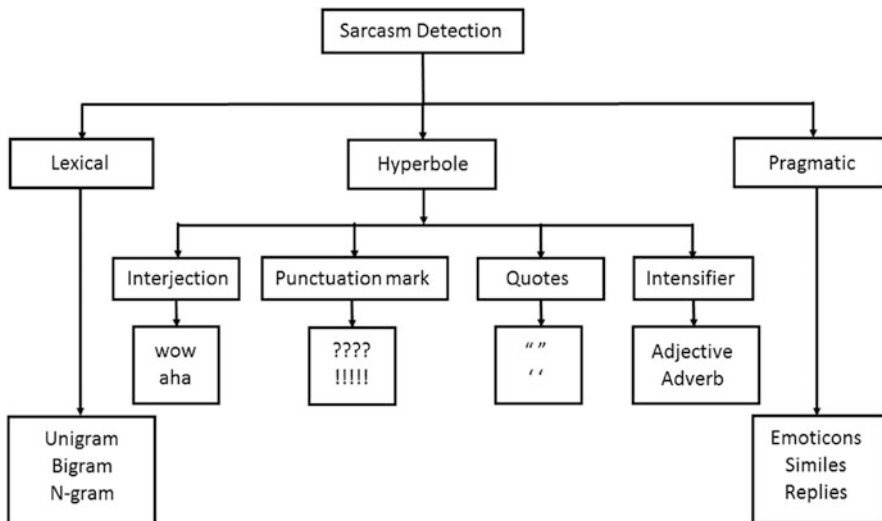 Sarcasm Detection
Lexical
Hyperbole
Pragmatic
Interjection
Punctuation mark
Quotes
Intensifier
wow
aha
????
!!!!!
“ ”
‘ ‘
Adjective
Adverb
Unigram
Bigram
N-gram
Emoticons
Similes
Replies